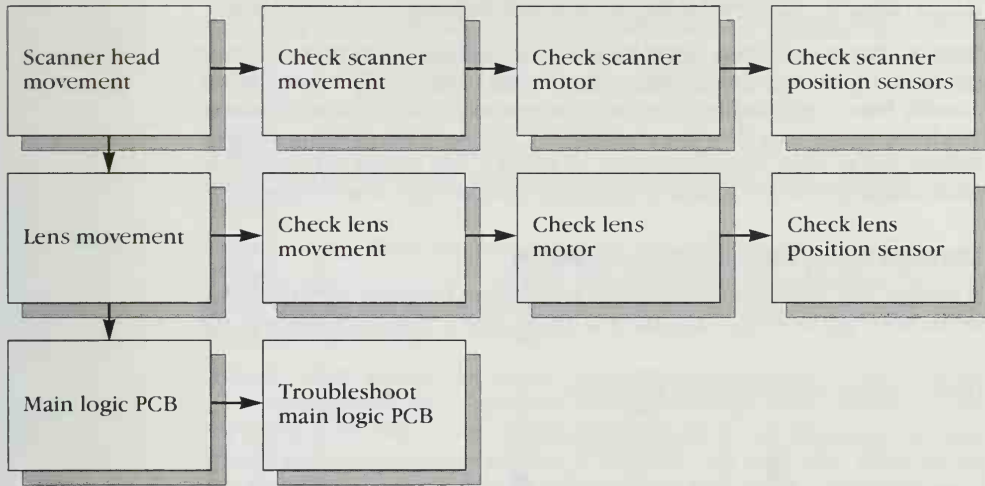 Scanner head
movement
Check scanner
movement
Check scanner
motor
Check scanner
position sensors
Lens movement
Check lens
movement
Check lens
motor
Check lens
position sensor
Main logic PCB
Troubleshoot
main logic PCB